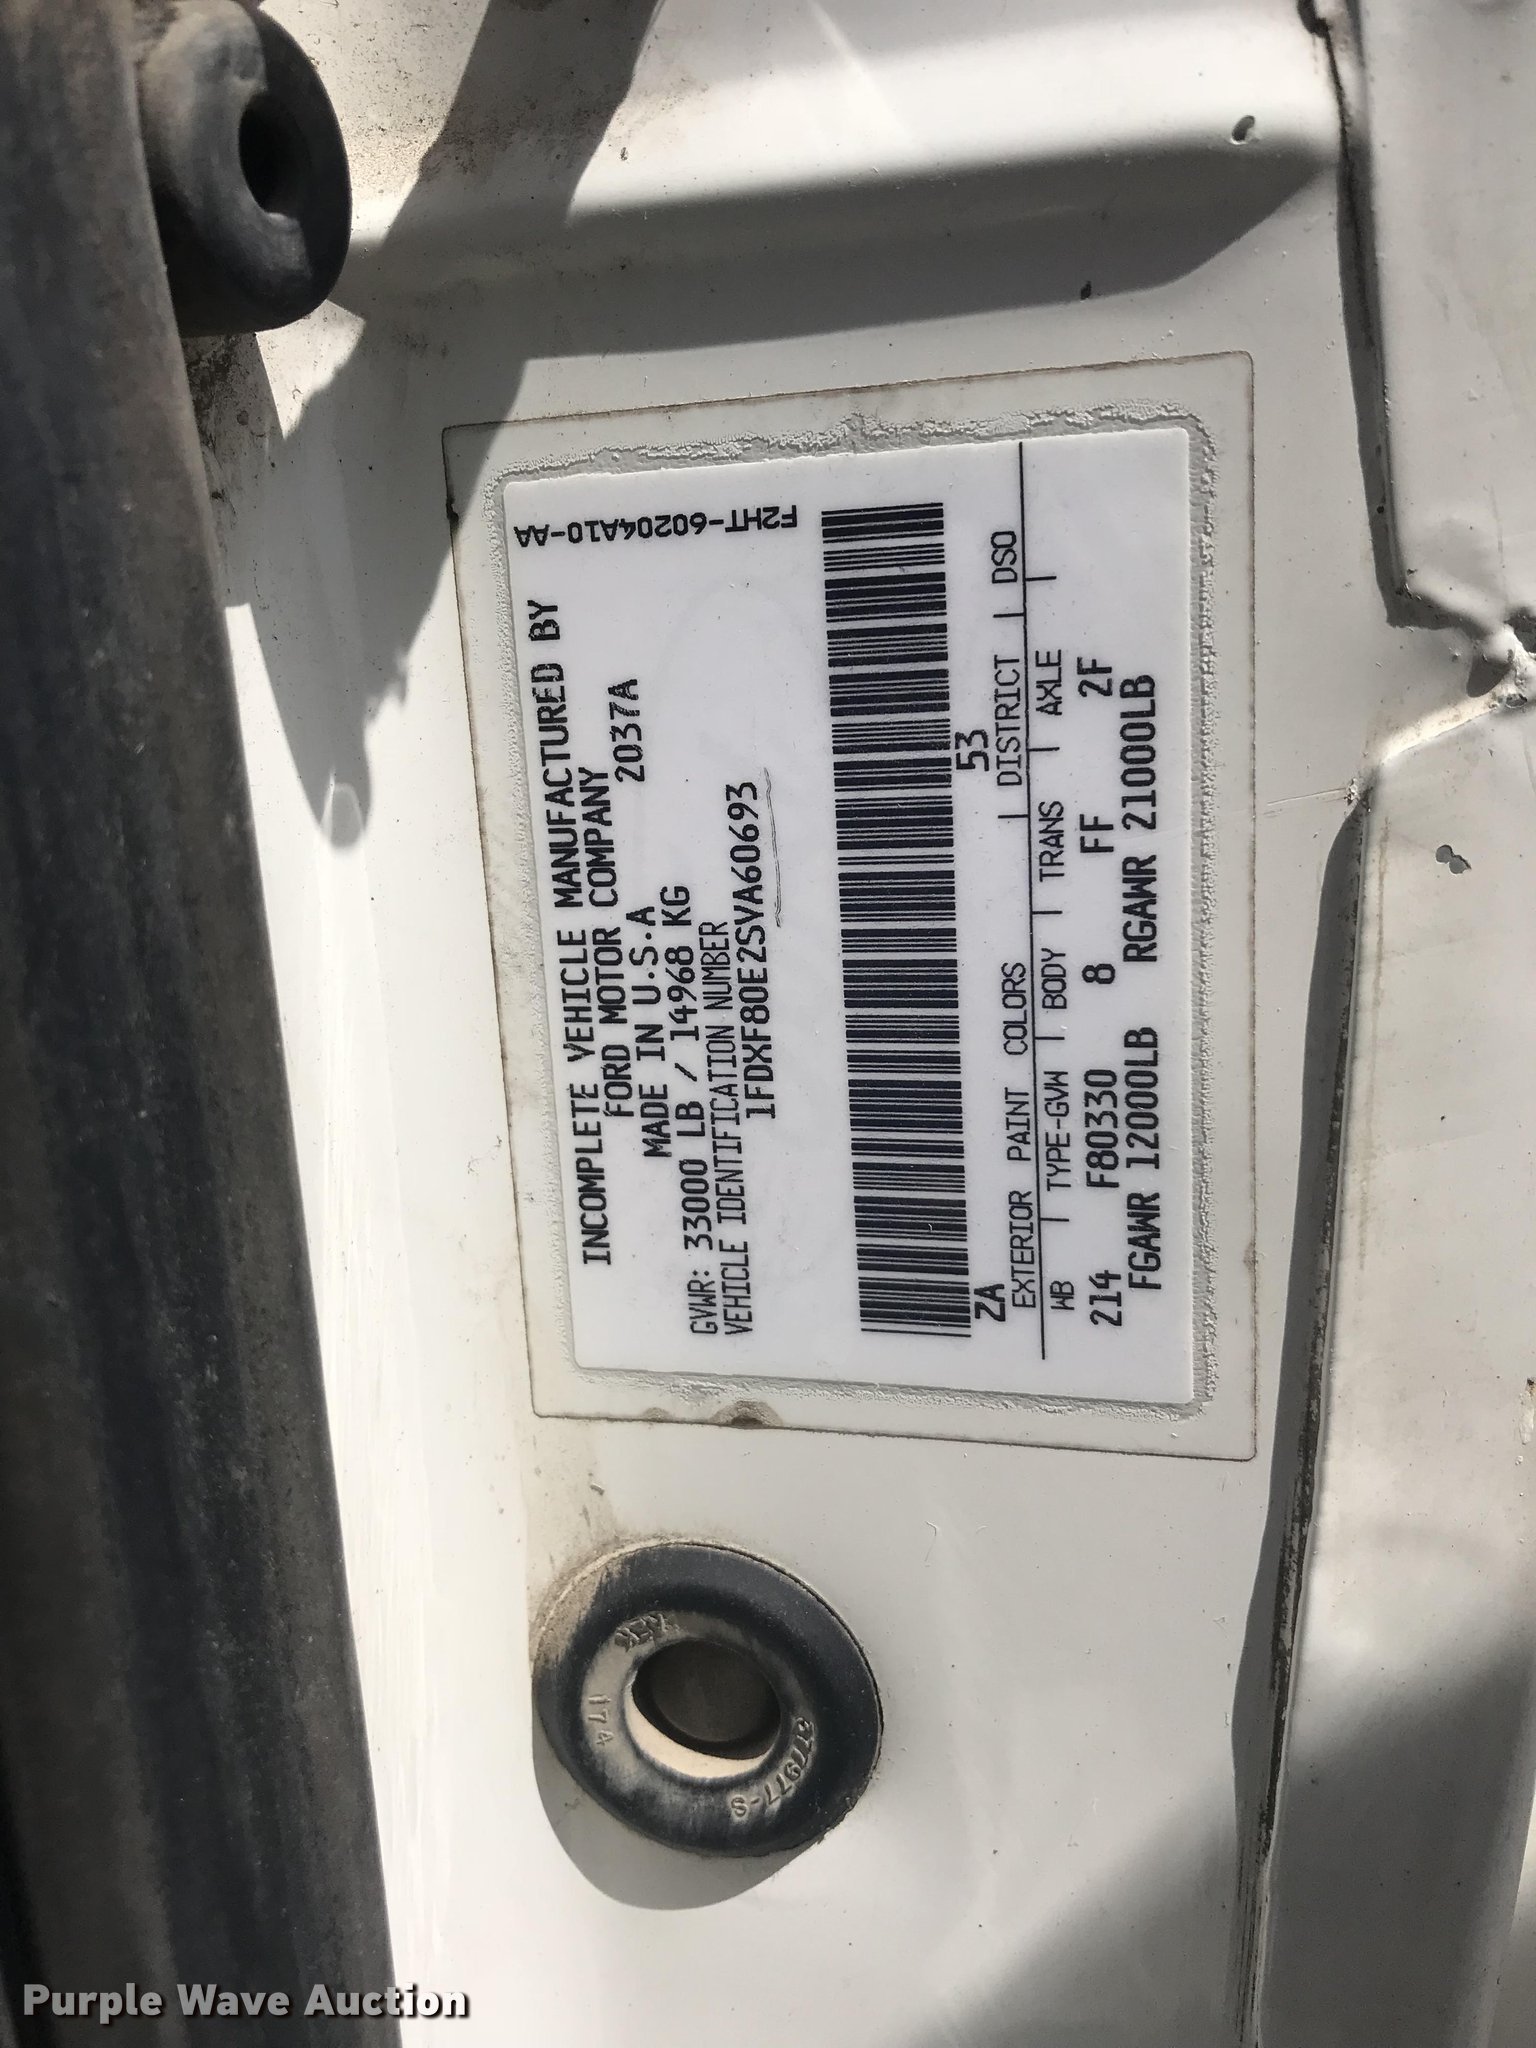 INCOMPLETE VEHICLE MANUFACTURED BY
FORD MOTOR COMPANY
MADE IN U.S.A 2037A
GVWR: 33000 LB / 14968 KG
VEHICLE IDENTIFICATION NUMBER
1FDXF80E2SVA60693
F2HT-60204A10-AA
ZA 53
EXTERIOR PAINT COLORS | DISTRICT | DSO
WB | TYPE-GVW | BODY | TRANS | AXLE |
214 F80330 8 FF 2F
FGAWR 12000LB RGAWR 21000LB
174
Purple Wave Auction